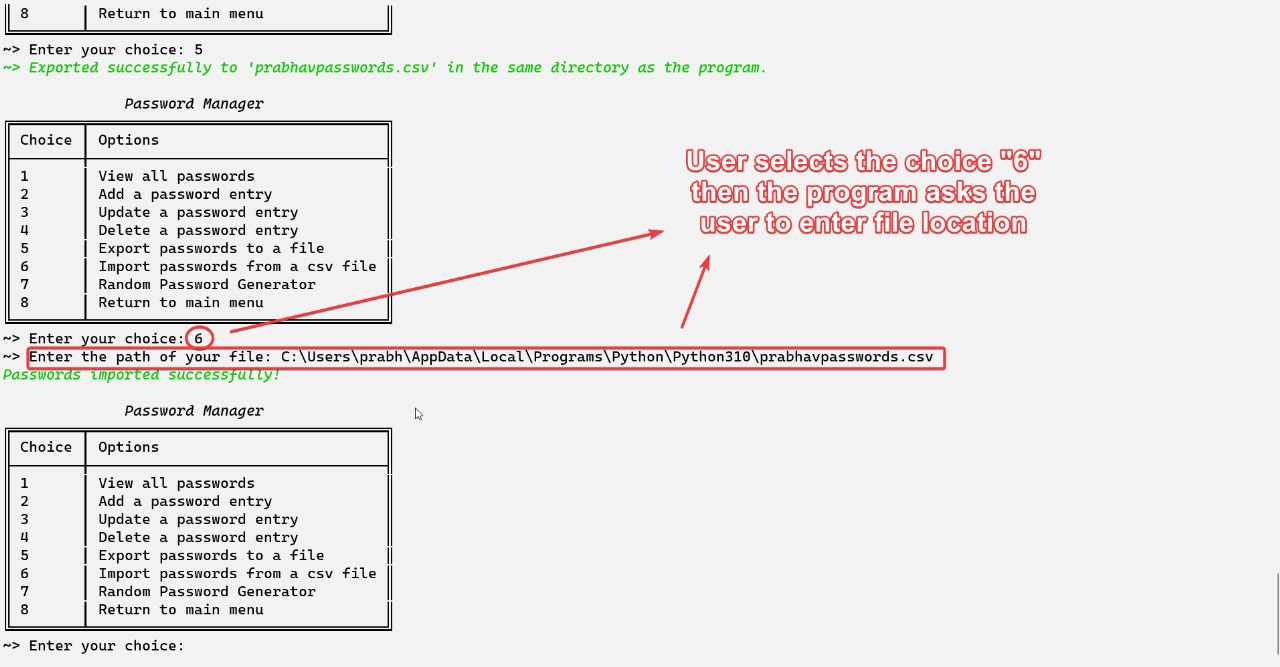 8 Return to main menu
~> Enter your choice: 5
~> Exported successfully to 'prabhavpasswords.csv' in the same directory as the program.
Password Manager
Choice Options
1 View all passwords
2 Add a password entry
3 Update a password entry
4 Delete a password entry
5 Export passwords to a file
6 Import passwords from a csv file
7 Random Password Generator
8 Return to main menu
User selects the choice "6"
then the program asks the
user to enter file location
~> Enter your choice: 6
~> Enter the path of your file: C:\Users\prabh\AppData\Local\Programs\Python\Python310\prabhavpasswords.csv
Passwords imported successfully!
Password Manager
Choice Options
1 View all passwords
2 Add a password entry
3 Update a password entry
4 Delete a password entry
5 Export passwords to a file
6 Import passwords from a csv file
7 Random Password Generator
8 Return to main menu
~> Enter your choice: